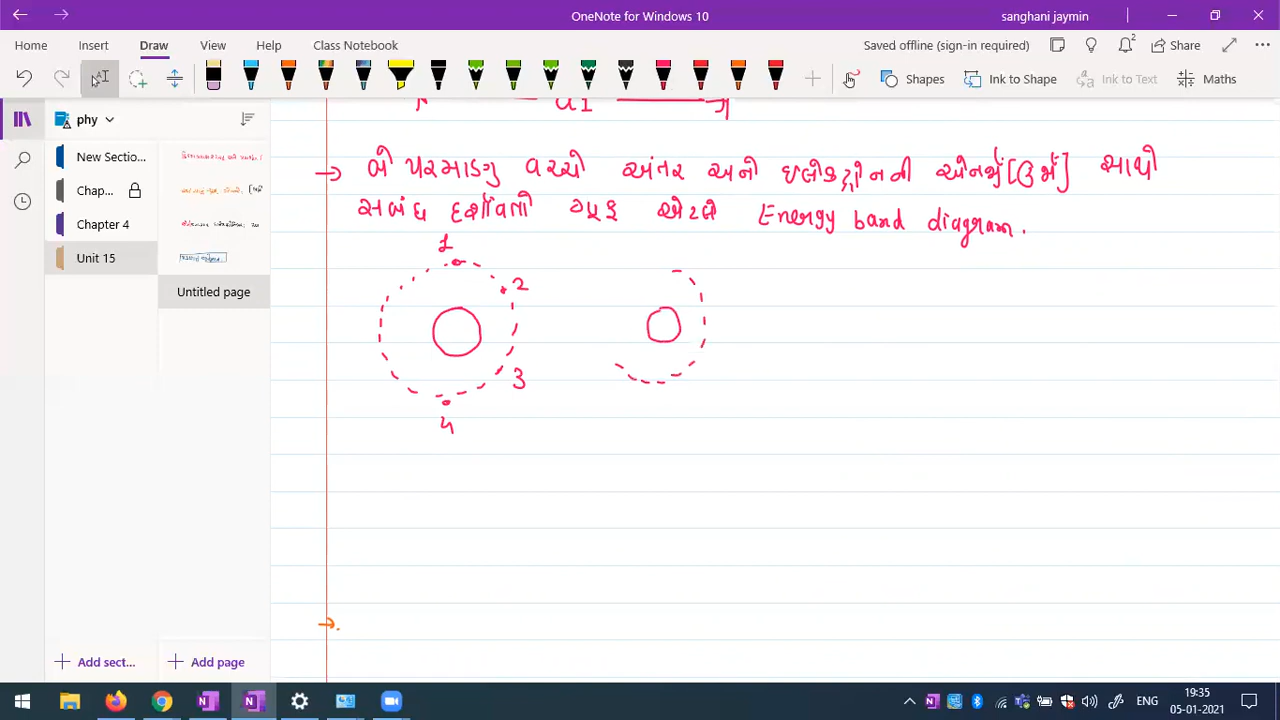 OneNote for Windows 10
sanghani jaymin
Home Insert Draw View Help Class Notebook
Saved offline (sign-in required) Share
Shapes Ink to Shape Ink to Text Maths
phy
New Sectio...
Chap...
Chapter 4
Unit 15
Untitled page
→ બે પરમાણુ વચ્ચે અંતર અને ઇલેક્ટ્રોનની એનર્જી [ઉર્જા] સાથે
સબંધ દર્શાવતો ગ્રાફ એટલે Energy band diagram.
1
2
3
4
→
+ Add sect... + Add page
ENG
19:35
05-01-2021